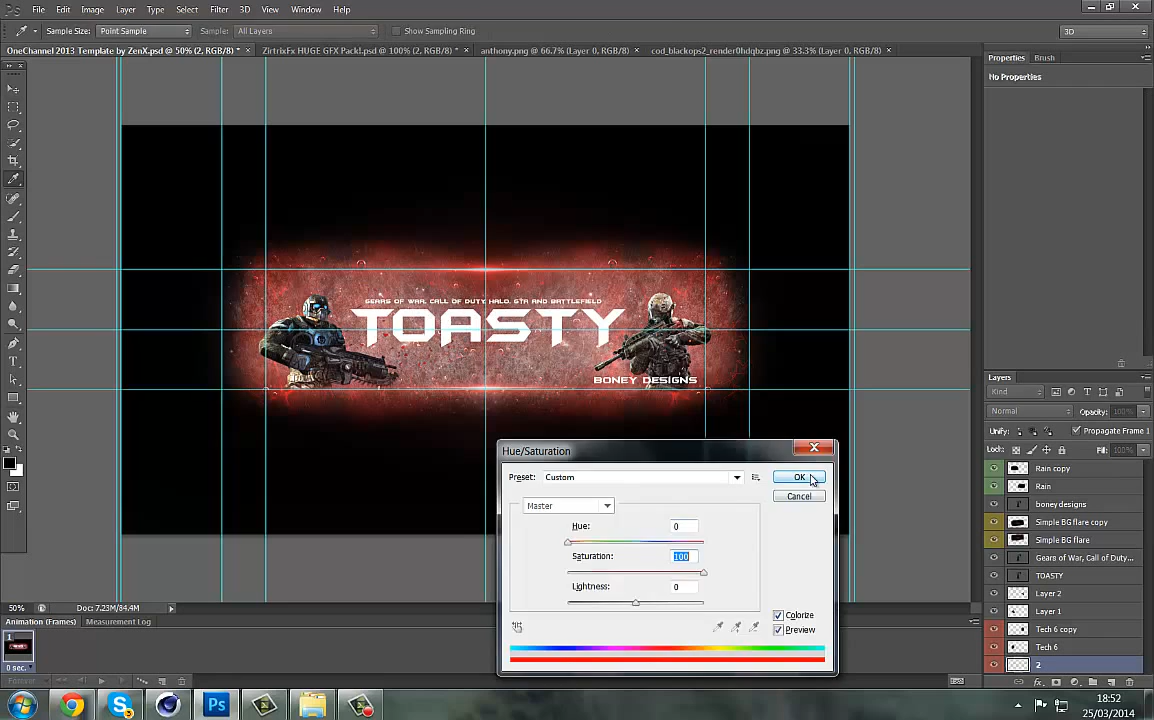 Ps File Edit Image Layer Type Select Filter 3D View Window Help
Sample Size: Point Sample Sample: All Layers Show Sampling Ring 3D
OneChannel 2013 Template by ZenX.psd @ 50% (2, RGB/8) * × ZirtrixFx HUGE GFX Pack!.psd @ 100% (2, RGB/8) * × anthony.png @ 66.7% (Layer 0, RGB/8) × cod_blackops2_render0hdqbz.png @ 33.3% (Layer 0, RGB/8) ×
Properties Brush
No Properties
GEARS OF WAR, CALL OF DUTY, HALO, GTA AND BATTLEFIELD
TOASTY
BONEY DESIGNS
Layers
Kind
Normal Opacity: 100%
Unify: Propagate Frame 1
Lock: Fill: 100%
Rain copy
Rain
boney designs
Simple BG flare copy
Simple BG flare
Gears of War, Call of Duty...
TOASTY
Layer 2
Layer 1
Tech 6 copy
Tech 6
2
Hue/Saturation
Preset: Custom OK
Cancel
Master
Hue: 0
Saturation: 100
Lightness: 0
Colorize
Preview
50% Doc: 7.23M/84.4M
Animation (Frames) Measurement Log
1
0 sec.
Forever
18:52
25/03/2014